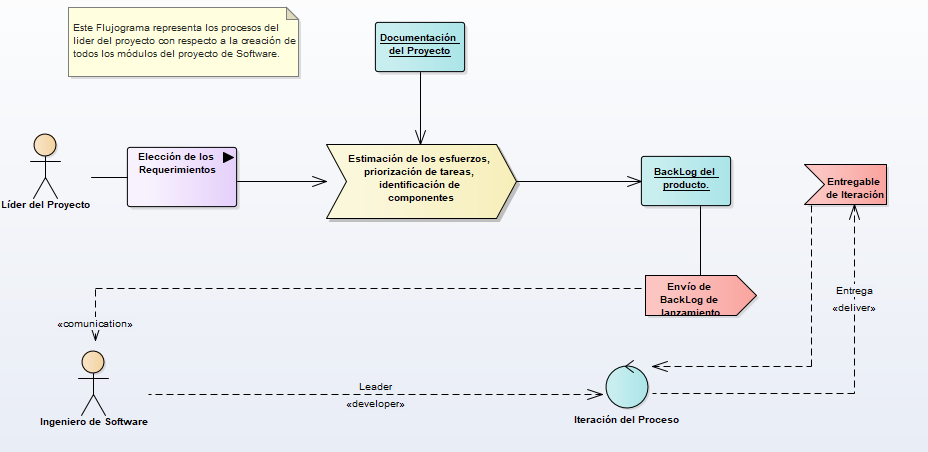 Este Flujograma representa los procesos del
lider del proyecto con respecto a la creación de
todos los módulos del proyecto de Software.
Documentación
del Proyecto
Elección de los
Requerimientos
Estimación de los esfuerzos,
priorización de tareas,
identificación de
componentes
BackLog del
producto.
Entregable
de Iteración
Líder del Proyecto
Envío de
BackLog de
lanzamiento
Entrega
«deliver»
«comunication»
Leader
«developer»
Ingeniero de Software
Iteración del Proceso